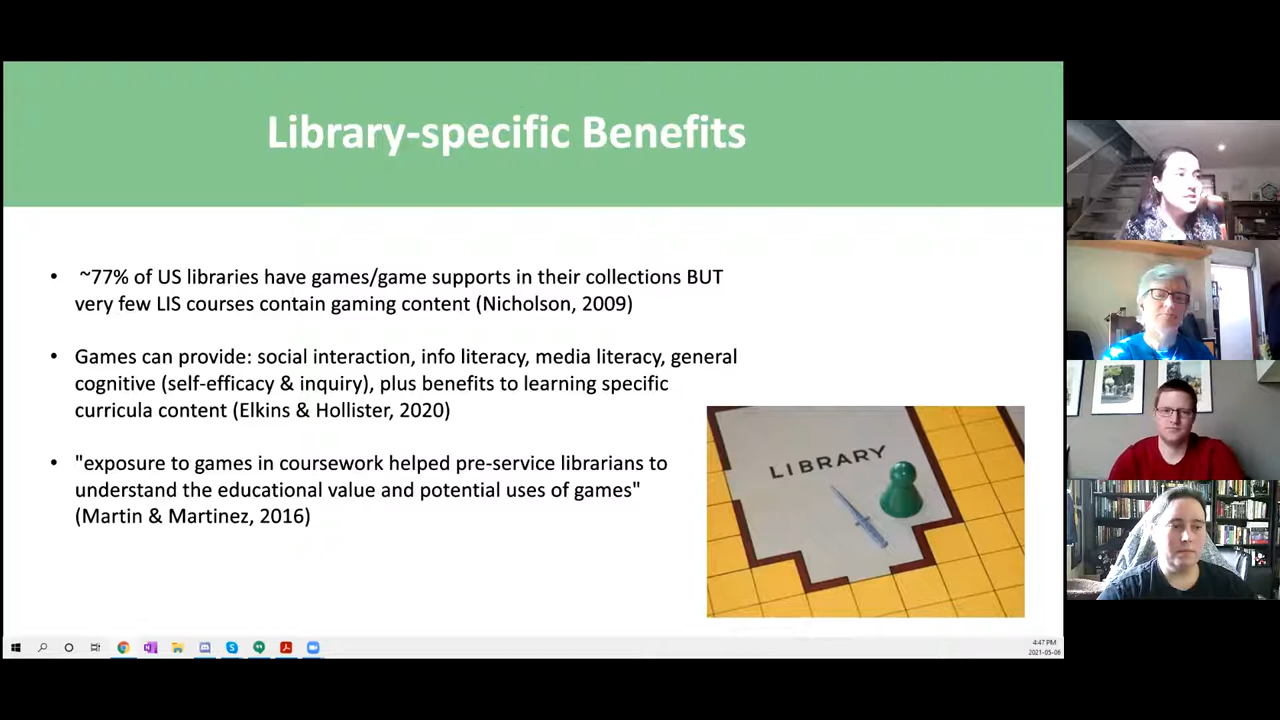 Library-specific Benefits
• ~77% of US libraries have games/game supports in their collections BUT
very few LIS courses contain gaming content (Nicholson, 2009)
• Games can provide: social interaction, info literacy, media literacy, general
cognitive (self-efficacy & inquiry), plus benefits to learning specific
curricula content (Elkins & Hollister, 2020)
• "exposure to games in coursework helped pre-service librarians to
understand the educational value and potential uses of games"
(Martin & Martinez, 2016)
LIBRARY
4:47 PM
2021-05-06